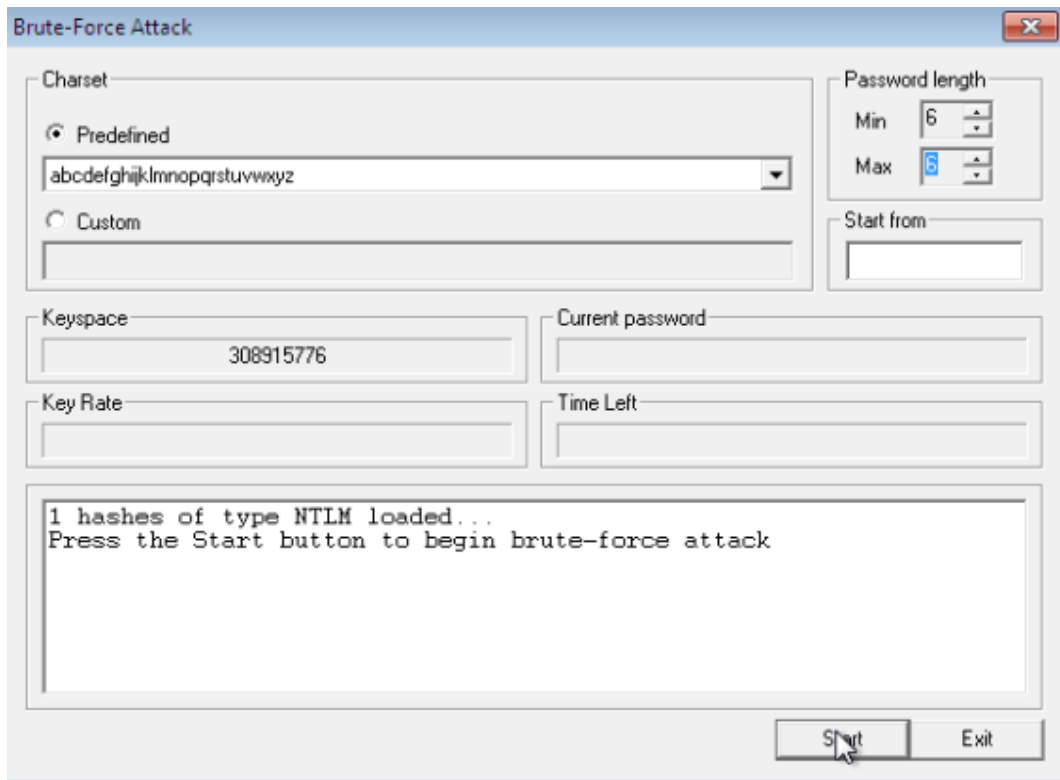 Brute-Force Attack
Charset
Predefined
abcdefghijklmnopqrstuvwxyz
Custom
Password length
Min 6
Max 6
Start from
Keyspace
308915776
Current password
Key Rate
Time Left
1 hashes of type NTLM loaded...
Press the Start button to begin brute-force attack
Start Exit